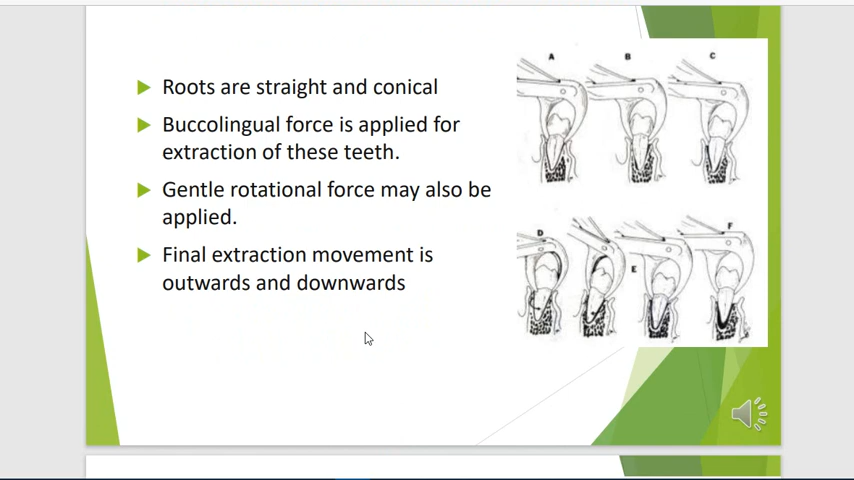 Roots are straight and conical
Buccolingual force is applied for
extraction of these teeth.
Gentle rotational force may also be
applied.
Final extraction movement is
outwards and downwards
A B C
D E F